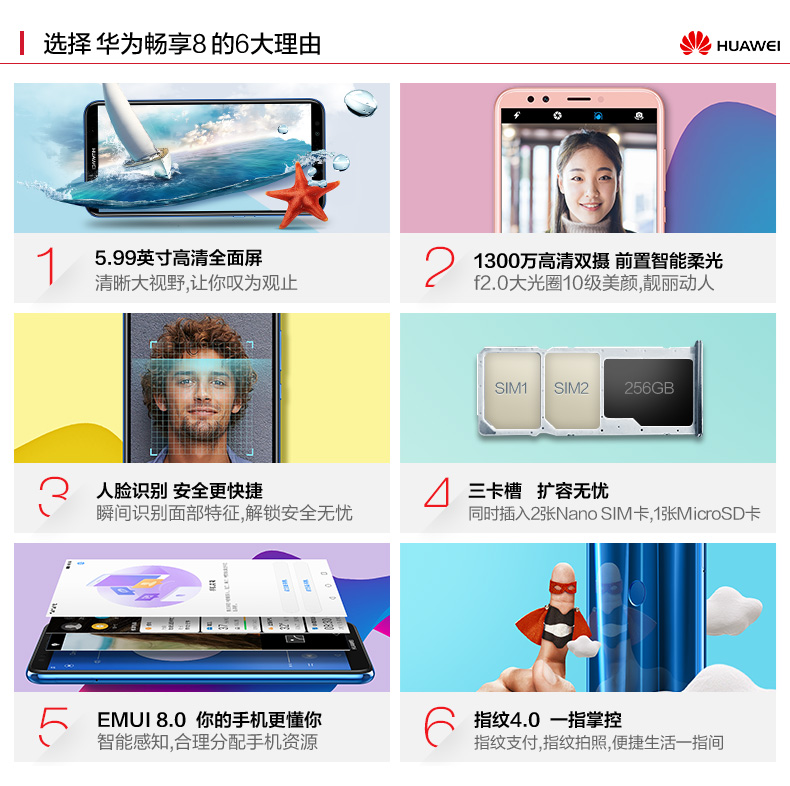 选择 华为畅享8 的6大理由
HUAWEI
HUAWEI
1
5.99英寸高清全面屏
清晰大视野,让你叹为观止
2
1300万高清双摄 前置智能柔光
f2.0大光圈10级美颜,靓丽动人
3
人脸识别 安全更快捷
瞬间识别面部特征,解锁安全无忧
SIM1 SIM2 256GB
4
三卡槽 扩容无忧
同时插入2张Nano SIM卡,1张MicroSD卡
5
EMUI 8.0 你的手机更懂你
智能感知,合理分配手机资源
6
指纹4.0 一指掌控
指纹支付,指纹拍照,便捷生活一指间